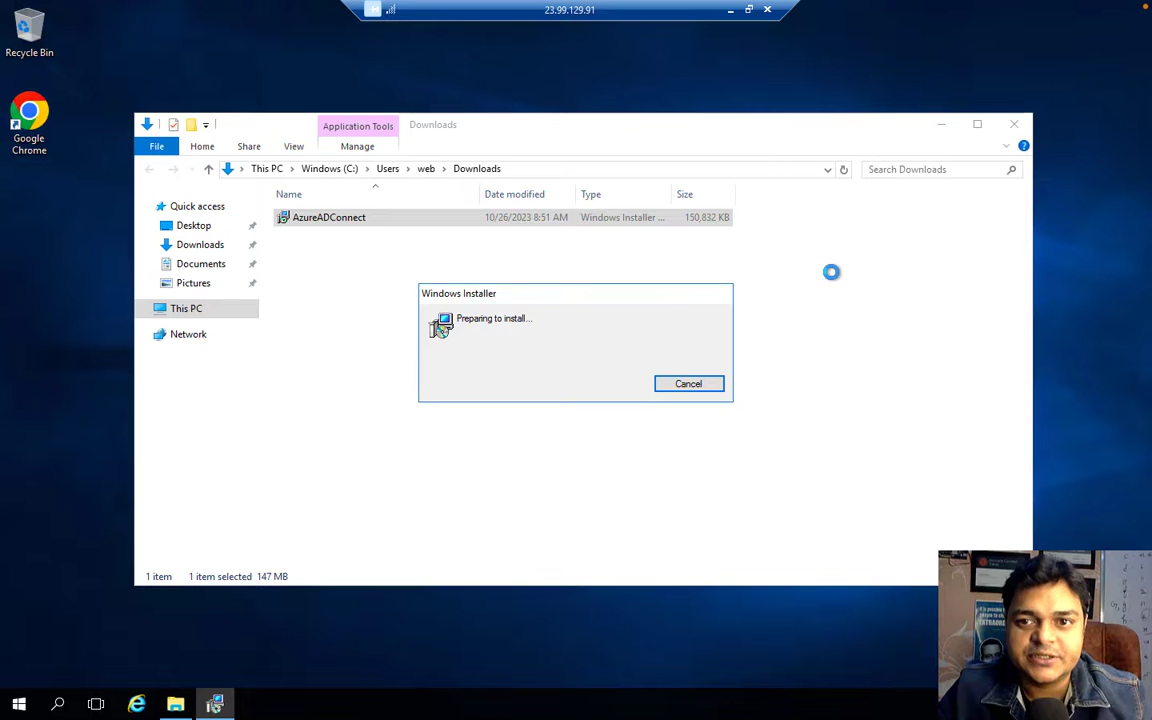 23.99.129.91
Recycle Bin
Google
Chrome
Application Tools
Downloads
File
Home
Share
View
Manage
This PC
Windows (C:)
Users
web
Downloads
Search Downloads
Name
Date modified
Type
Size
AzureADConnect
10/26/2023 8:51 AM
Windows Installer ...
150,832 KB
Quick access
Desktop
Downloads
Documents
Pictures
This PC
Network
Windows Installer
Preparing to install...
Cancel
1 item
1 item selected 147 MB
EXTRAOR